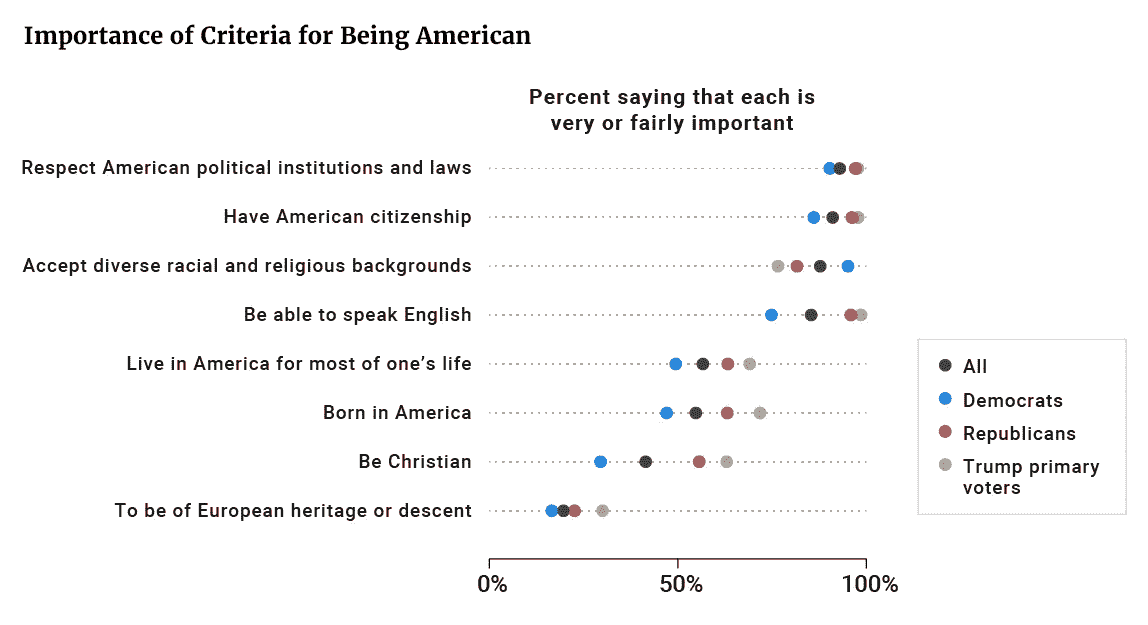 Importance of Criteria for Being American
Percent saying that each is
very or fairly important
Respect American political institutions and laws
Have American citizenship
Accept diverse racial and religious backgrounds
Be able to speak English
Live in America for most of one’s life
Born in America
Be Christian
To be of European heritage or descent
0% 50% 100%
All
Democrats
Republicans
Trump primary
voters